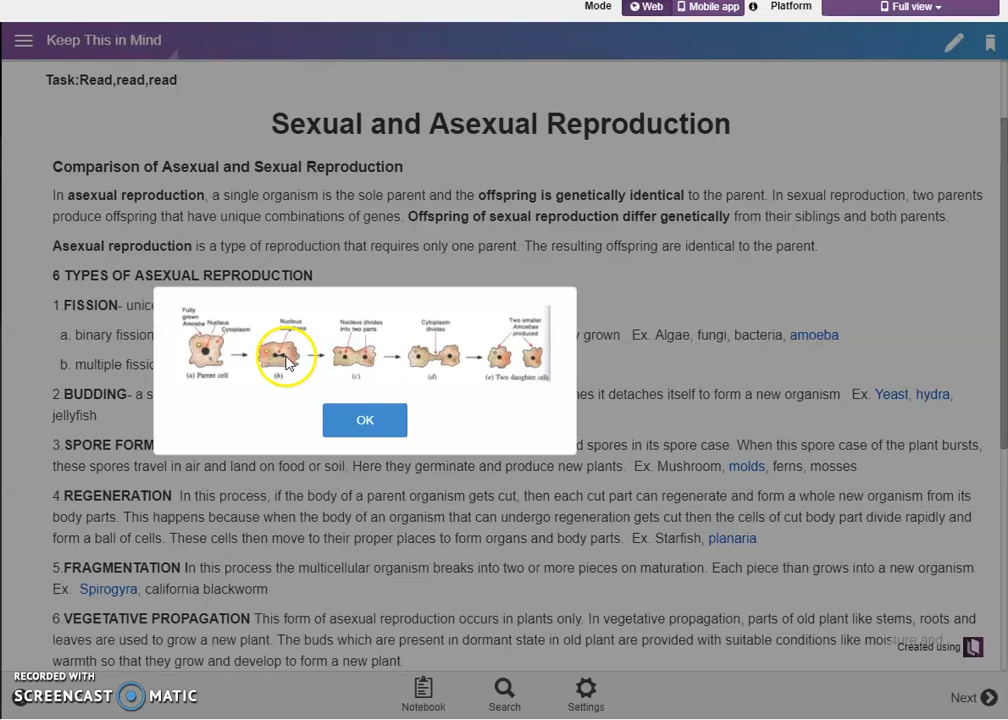 Mode Web Mobile app Platform Full view
Keep This in Mind
Task:Read,read,read
Sexual and Asexual Reproduction
Comparison of Asexual and Sexual Reproduction
In asexual reproduction, a single organism is the sole parent and the offspring is genetically identical to the parent. In sexual reproduction, two parents
produce offspring that have unique combinations of genes. Offspring of sexual reproduction differ genetically from their siblings and both parents.
Asexual reproduction is a type of reproduction that requires only one parent. The resulting offspring are identical to the parent.
6 TYPES OF ASEXUAL REPRODUCTION
1.FISSION- unice
a. binary fission
y grown Ex. Algae, fungi, bacteria, amoeba
b. multiple fissio
Fully
grown
Amoeba Nucleus
Cytoplasm
Nucleus
Nucleus divides
into two parts
Cytoplasm
divides
Two smaller
Amoebae
produced
(a) Parent cell
(b)
(c)
(d)
(e) Two daughter cells
OK
2.BUDDING- a s
nes it detaches itself to form a new organism Ex. Yeast, hydra,
jellyfish
3.SPORE FORM
d spores in its spore case. When this spore case of the plant bursts,
these spores travel in air and land on food or soil. Here they germinate and produce new plants. Ex. Mushroom, molds, ferns, mosses
4.REGENERATION In this process, if the body of a parent organism gets cut, then each cut part can regenerate and form a whole new organism from its
body parts. This happens because when the body of an organism that can undergo regeneration gets cut then the cells of cut body part divide rapidly and
form a ball of cells. These cells then move to their proper places to form organs and body parts. Ex. Starfish, planaria
5.FRAGMENTATION In this process the multicellular organism breaks into two or more pieces on maturation. Each piece than grows into a new organism.
Ex. Spirogyra, california blackworm
6.VEGETATIVE PROPAGATION This form of asexual reproduction occurs in plants only. In vegetative propagation, parts of old plant like stems, roots and
leaves are used to grow a new plant. The buds which are present in dormant state in old plant are provided with suitable conditions like moisture and
warmth so that they grow and develop to form a new plant.
Created using
RECORDED WITH
SCREENCAST MATIC
Notebook Search Settings Next